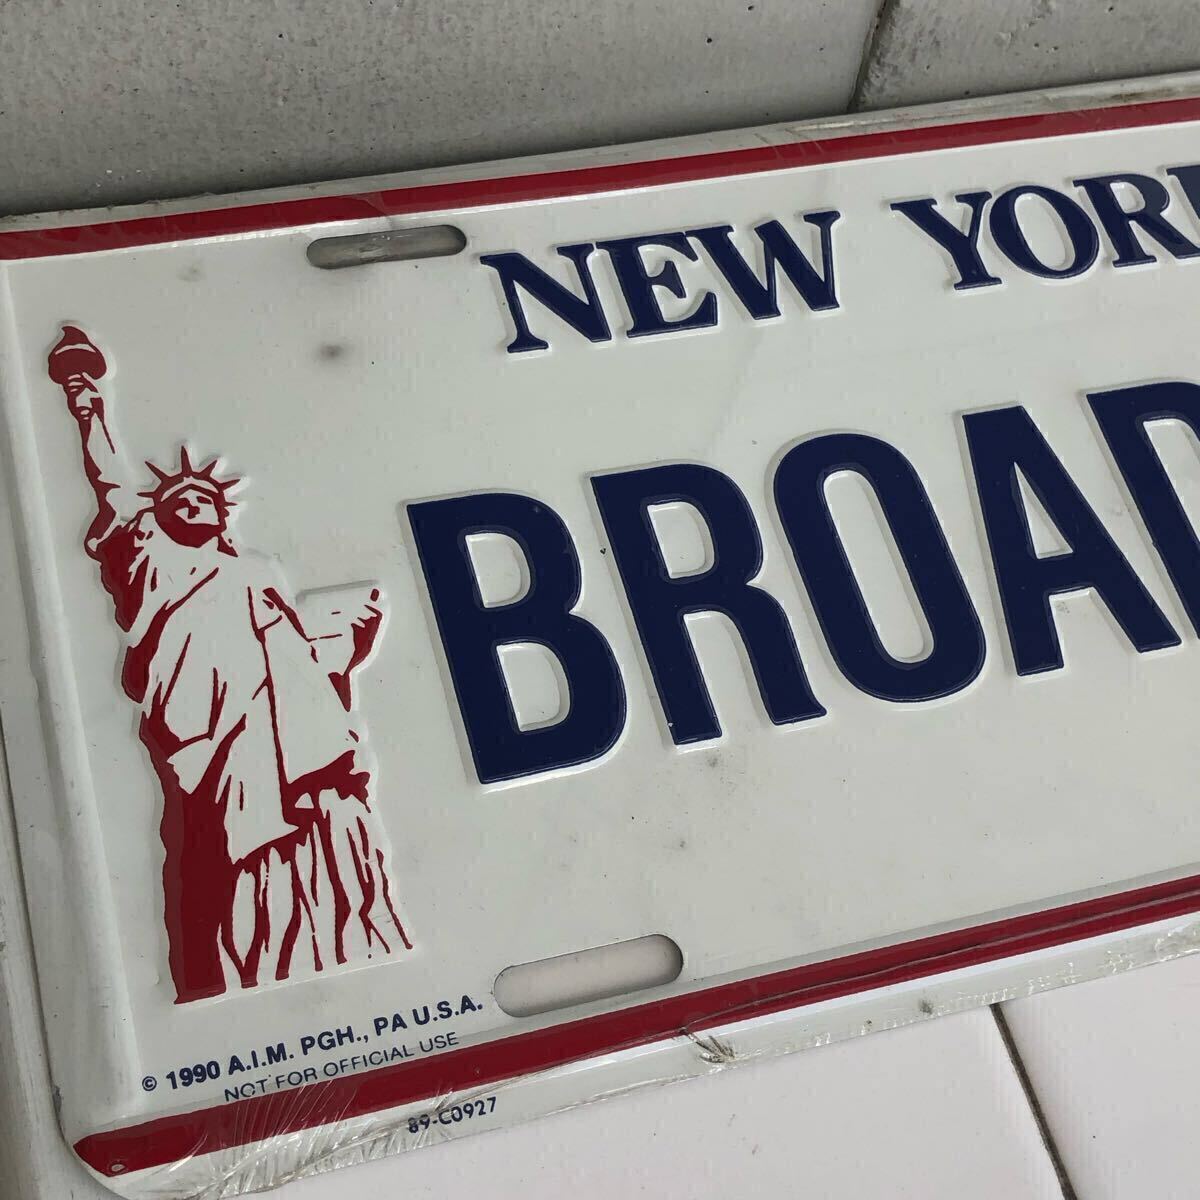 NEW YOR
BROAD
© 1990 A.I.M. PGH., PA U.S.A.
NOT FOR OFFICIAL USE
89-C0927